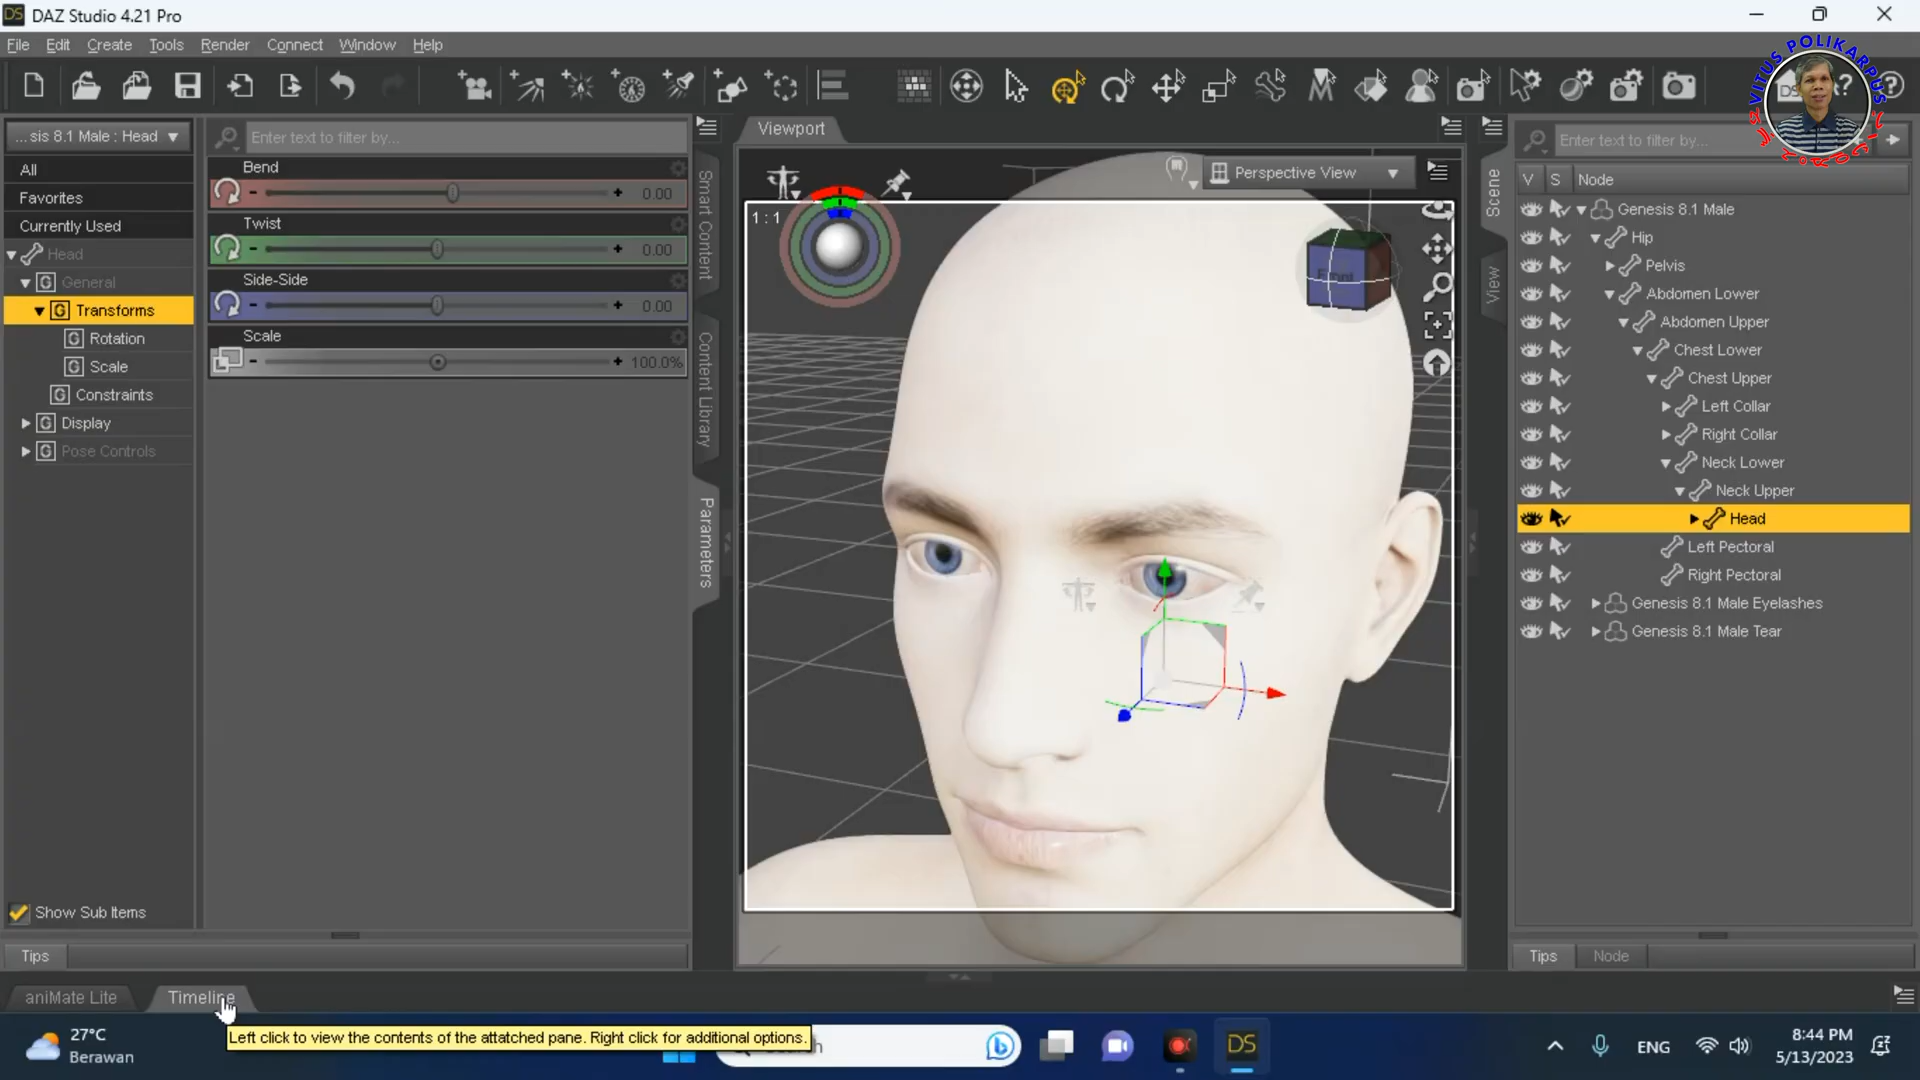 DS DAZ Studio 4.21 Pro
File Edit Create Tools Render Connect Window Help
VITUS POLIKARPUS
... sis 8.1 Male : Head
Enter text to filter by...
All
Favorites
Currently Used
Head
G General
G Transforms
G Rotation
G Scale
G Constraints
G Display
G Pose Controls
Show Sub Items
Tips
Bend
- + 0.00
Twist
- + 0.00
Side-Side
- + 0.00
Scale
- + 100.0%
Smart Content
Content Library
Parameters
Viewport
Perspective View
1 : 1
Front
Scene
View
Enter text to filter by...
V S Node
Genesis 8.1 Male
Hip
Pelvis
Abdomen Lower
Abdomen Upper
Chest Lower
Chest Upper
Left Collar
Right Collar
Neck Lower
Neck Upper
Head
Left Pectoral
Right Pectoral
Genesis 8.1 Male Eyelashes
Genesis 8.1 Male Tear
Tips Node
aniMate Lite Timeline
Left click to view the contents of the attatched pane. Right click for additional options.
27°C
Berawan
DS
ENG
8:44 PM
5/13/2023